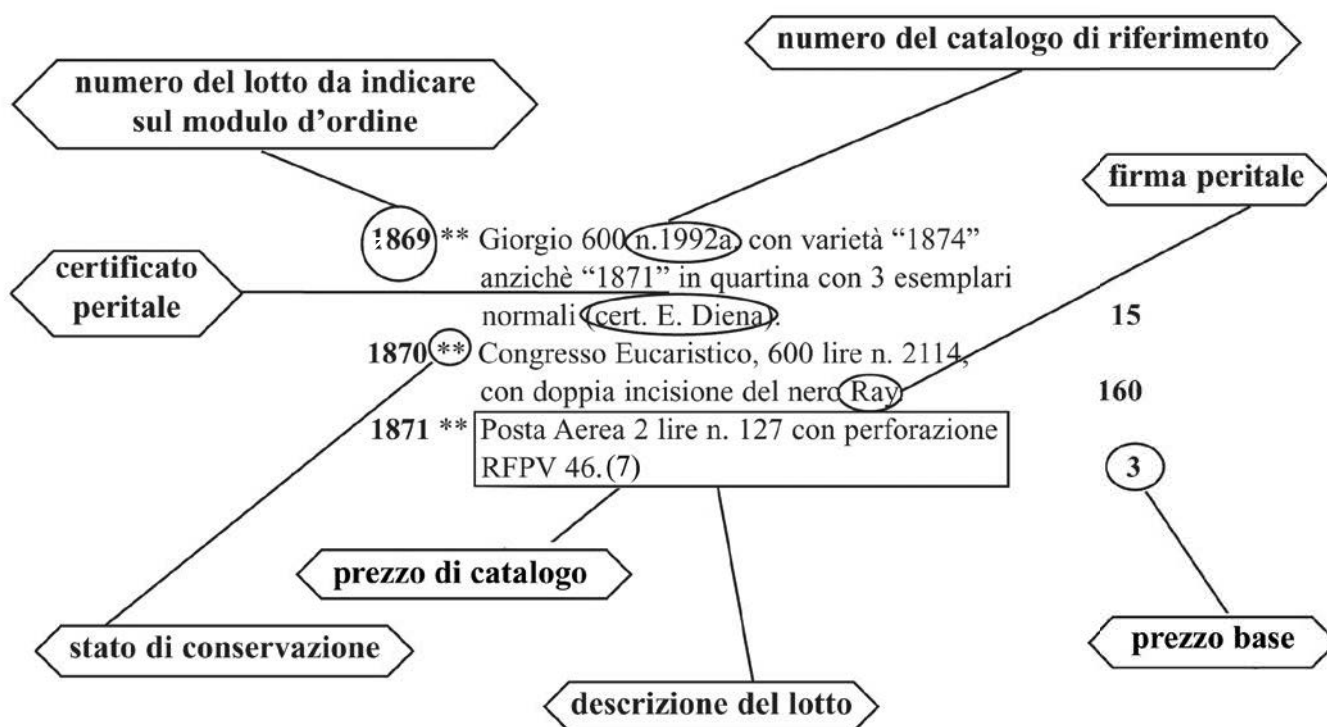 numero del catalogo di riferimento
numero del lotto da indicare
sul modulo d'ordine
firma peritale
1869 ** Giorgio 600 n.1992a, con varietà “1874”
certificato
peritale
anzichè “1871” in quartina con 3 esemplari
normali (cert. E. Diena). 15
1870 ** Congresso Eucaristico, 600 lire n. 2114,
con doppia incisione del nero Ray. 160
1871 ** Posta Aerea 2 lire n. 127 con perforazione
RFPV 46. (7) 3
prezzo di catalogo
stato di conservazione
prezzo base
descrizione del lotto